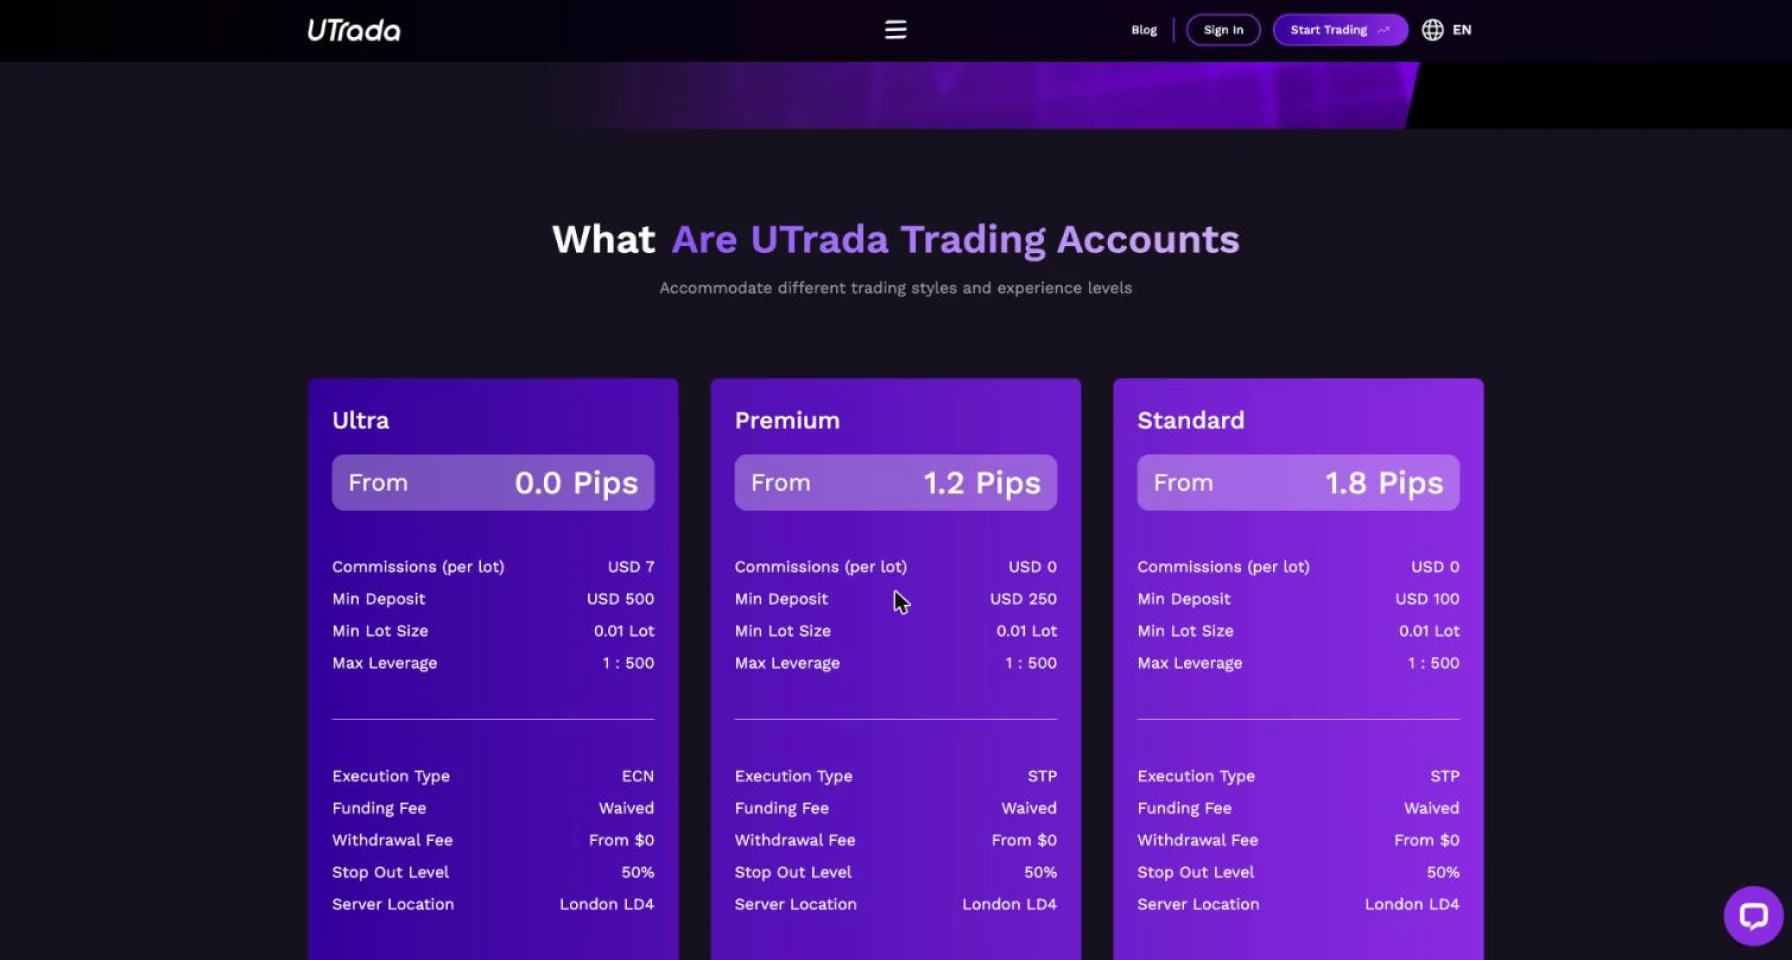 UTrada
Blog
Sign In
Start Trading
EN
What Are UTrada Trading Accounts
Accommodate different trading styles and experience levels
Ultra
From 0.0 Pips
Commissions (per lot) USD 7
Min Deposit USD 500
Min Lot Size 0.01 Lot
Max Leverage 1 : 500
Execution Type ECN
Funding Fee Waived
Withdrawal Fee From $0
Stop Out Level 50%
Server Location London LD4
Premium
From 1.2 Pips
Commissions (per lot) USD 0
Min Deposit USD 250
Min Lot Size 0.01 Lot
Max Leverage 1 : 500
Execution Type STP
Funding Fee Waived
Withdrawal Fee From $0
Stop Out Level 50%
Server Location London LD4
Standard
From 1.8 Pips
Commissions (per lot) USD 0
Min Deposit USD 100
Min Lot Size 0.01 Lot
Max Leverage 1 : 500
Execution Type STP
Funding Fee Waived
Withdrawal Fee From $0
Stop Out Level 50%
Server Location London LD4